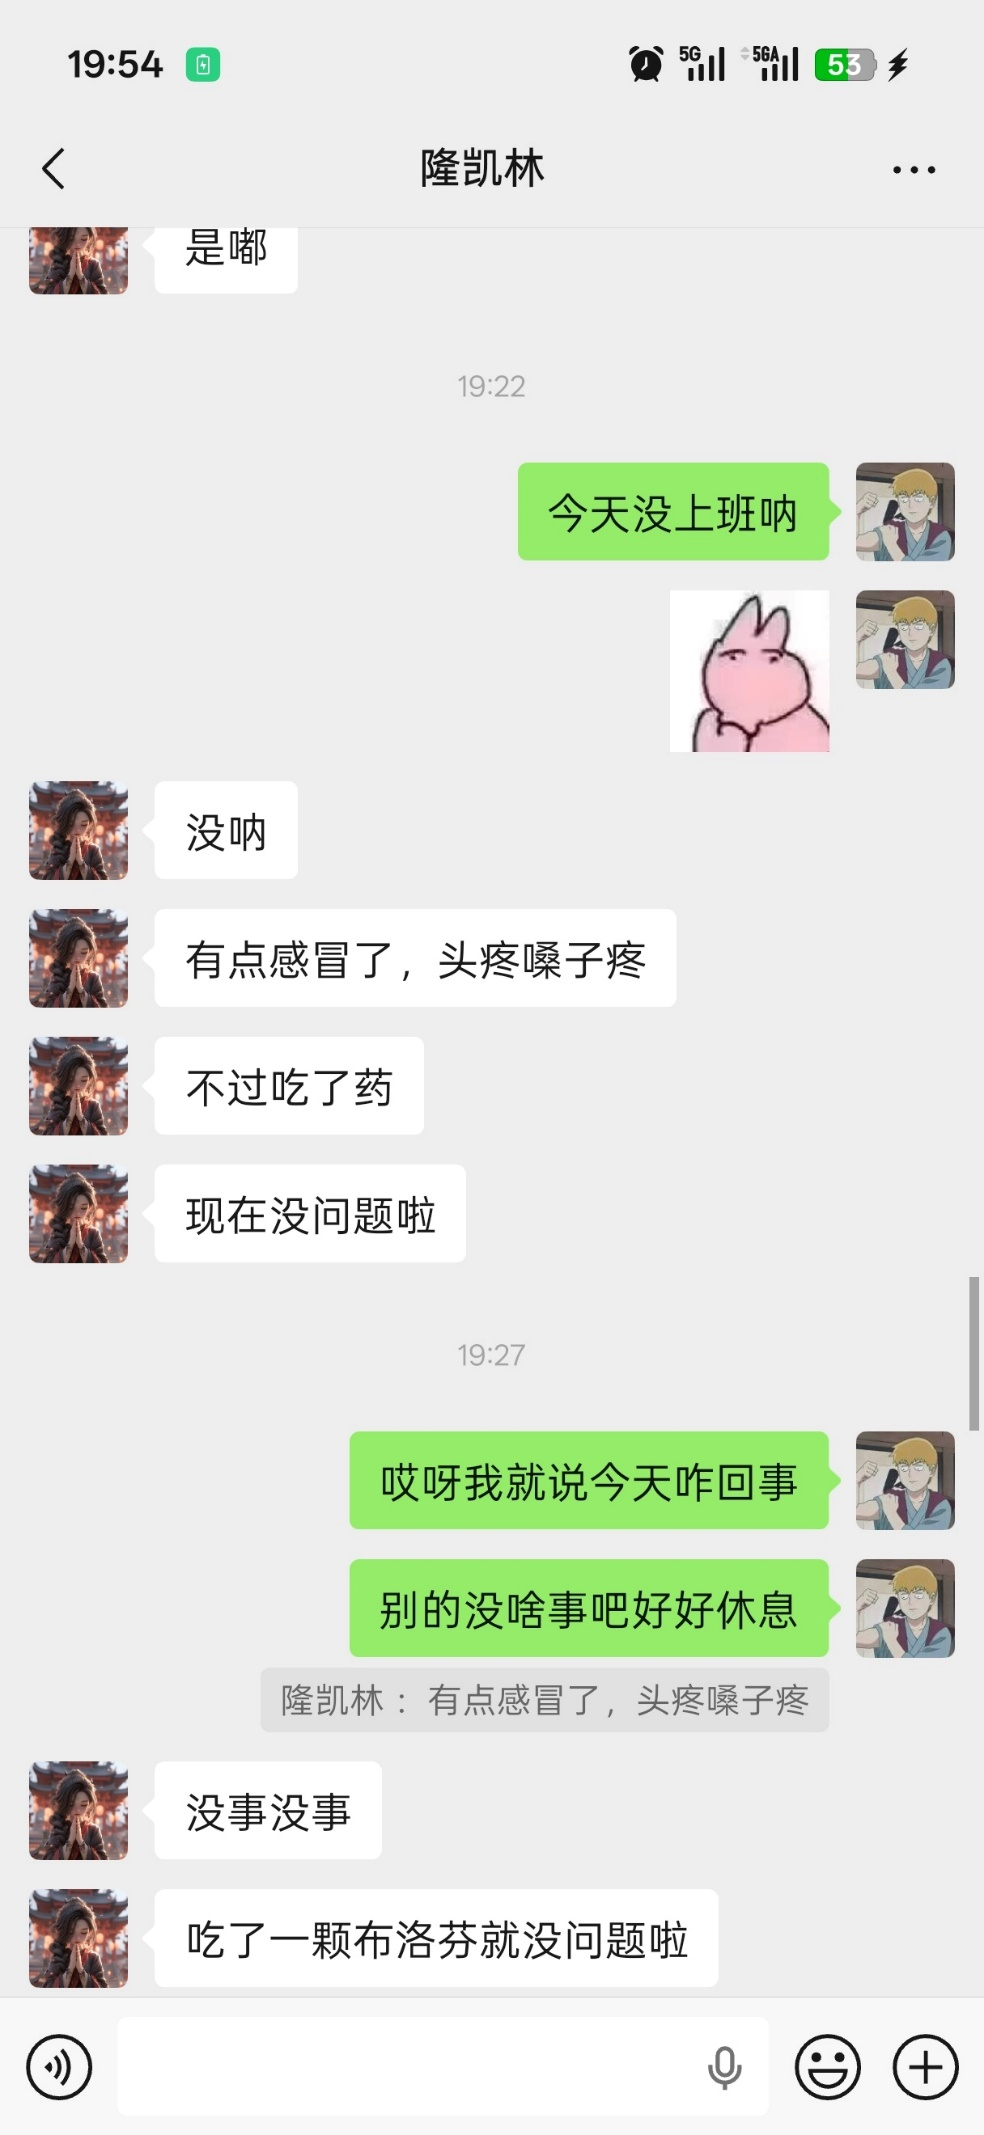 19:54
5G
5GA
53
隆凯林
是嘟
19:22
今天没上班呐
没呐
有点感冒了，头疼嗓子疼
不过吃了药
现在没问题啦
19:27
哎呀我就说今天咋回事
别的没啥事吧好好休息
隆凯林：有点感冒了，头疼嗓子疼
没事没事
吃了一颗布洛芬就没问题啦